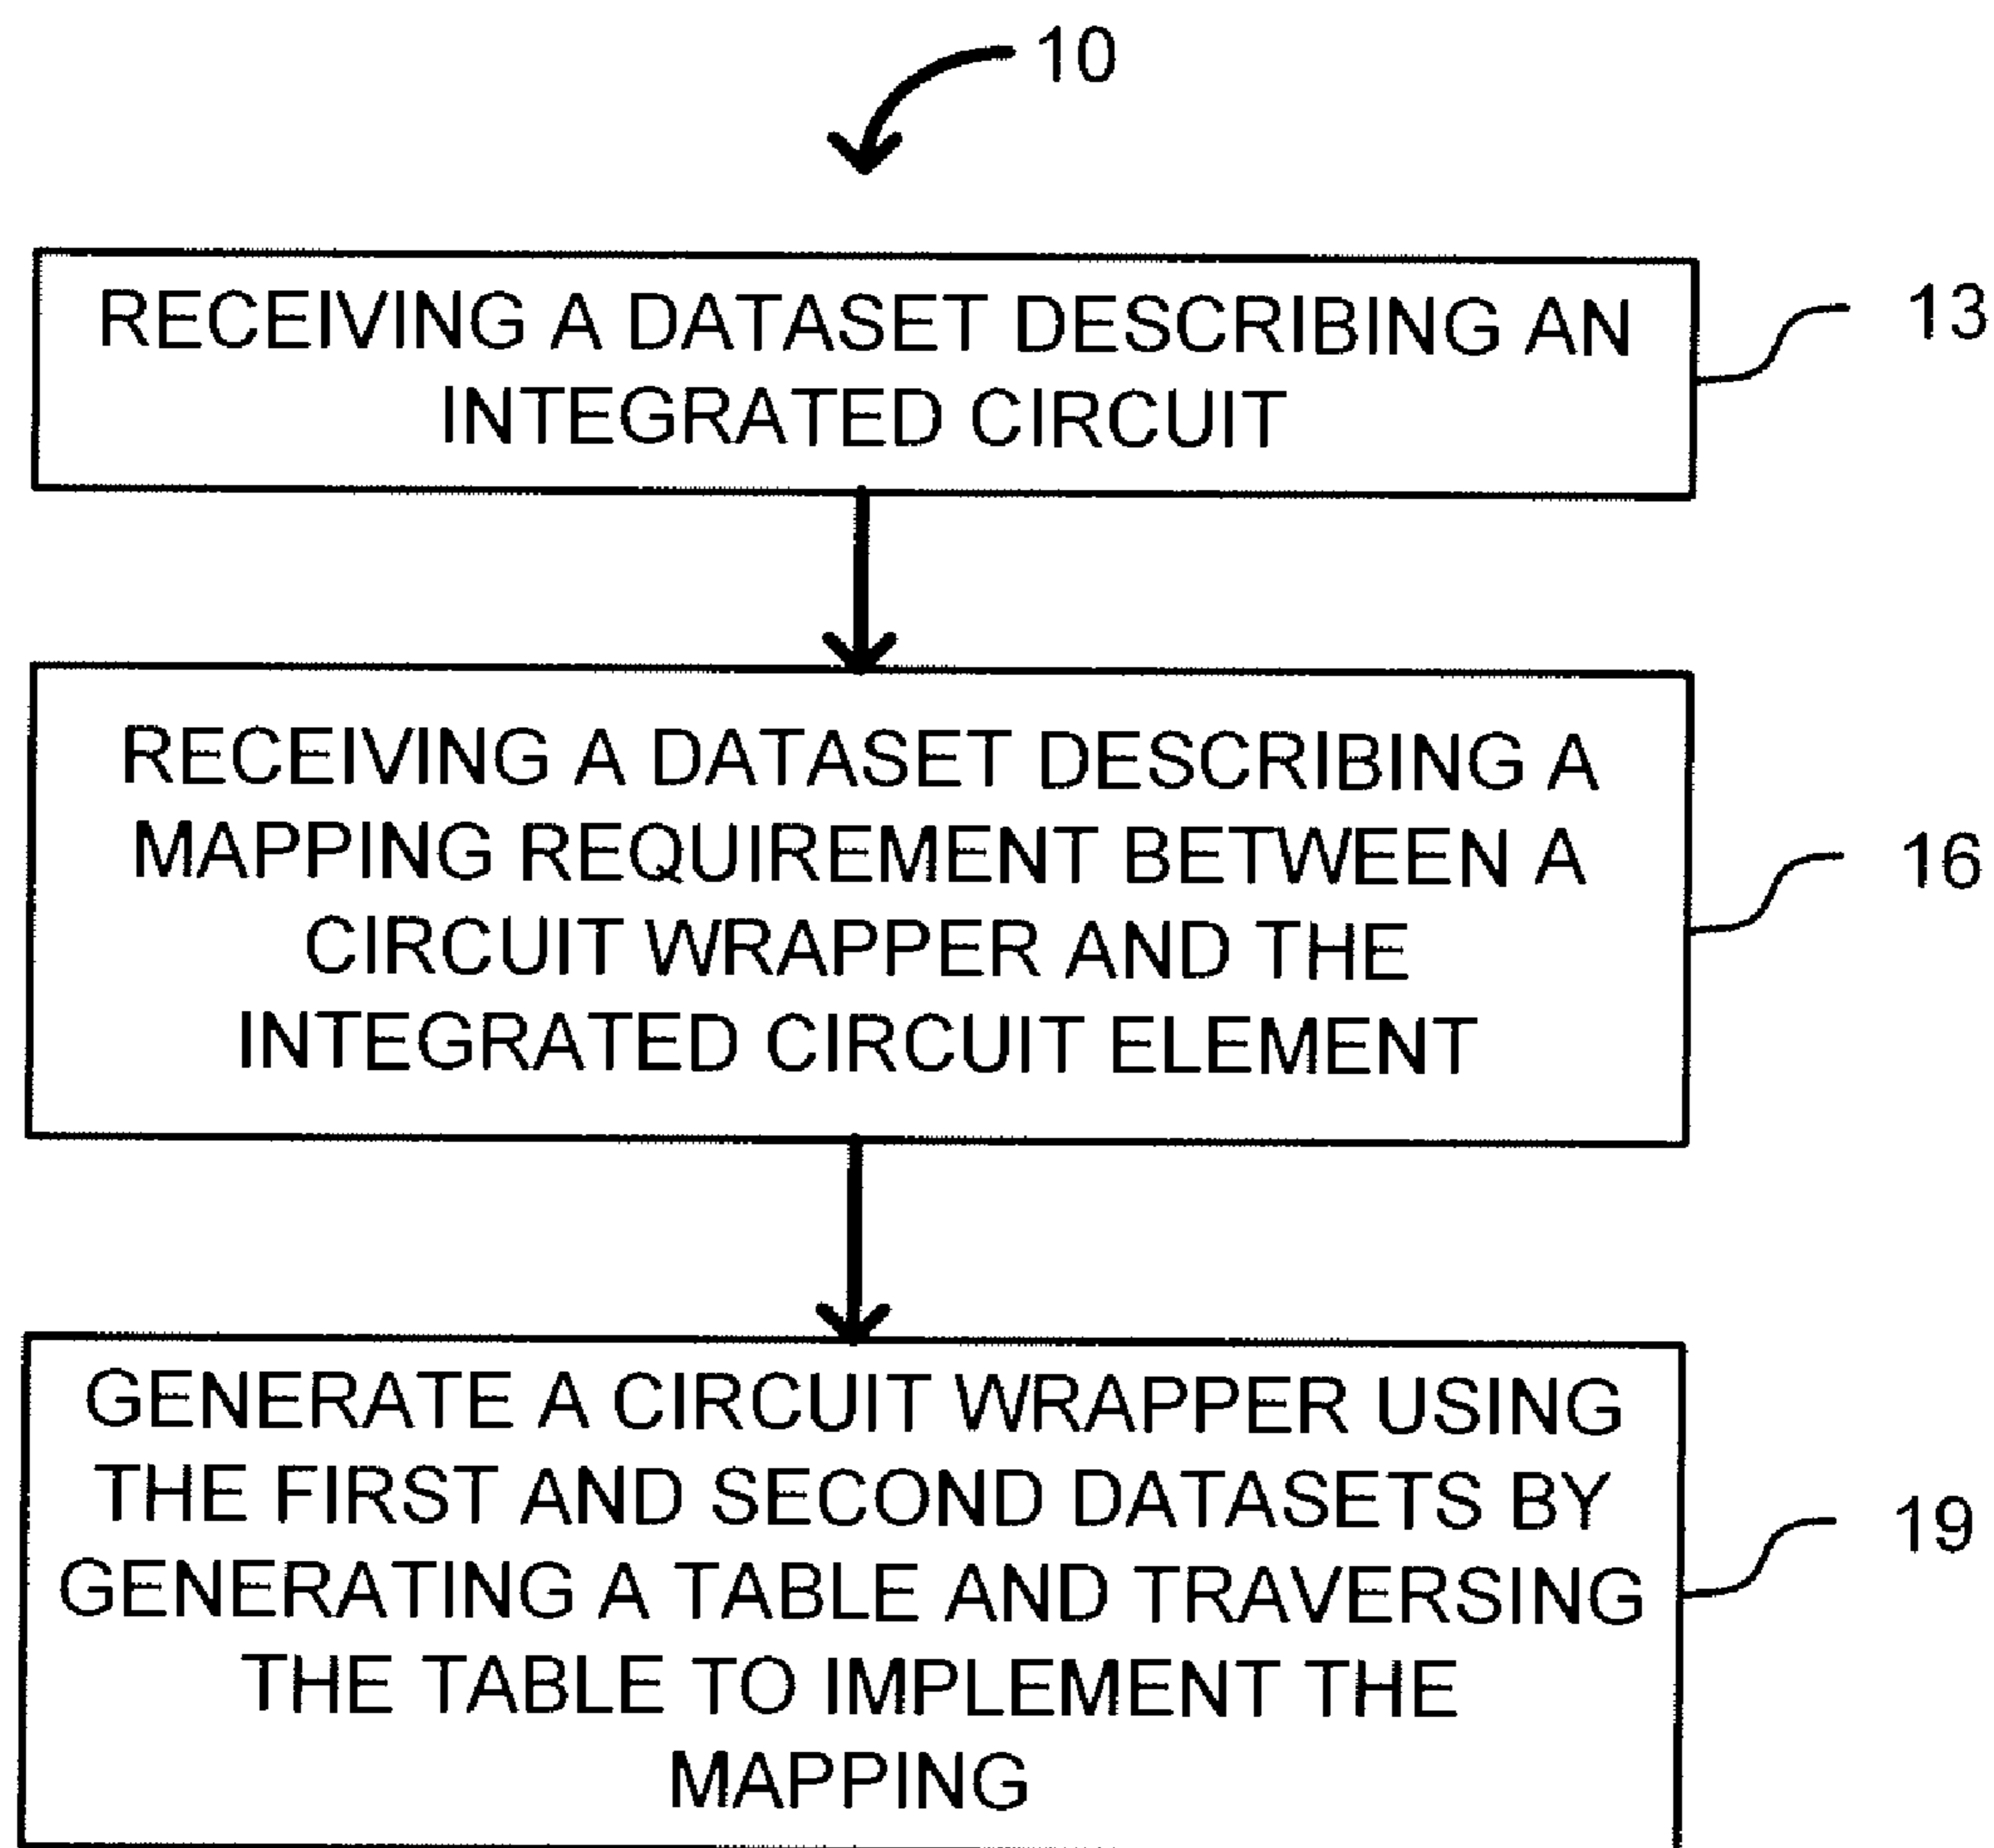 10
RECEIVING A DATASET DESCRIBING AN
INTEGRATED CIRCUIT
13
RECEIVING A DATASET DESCRIBING A
MAPPING REQUIREMENT BETWEEN A
CIRCUIT WRAPPER AND THE
INTEGRATED CIRCUIT ELEMENT
16
GENERATE A CIRCUIT WRAPPER USING
THE FIRST AND SECOND DATASETS BY
GENERATING A TABLE AND TRAVERSING
THE TABLE TO IMPLEMENT THE
MAPPING
19